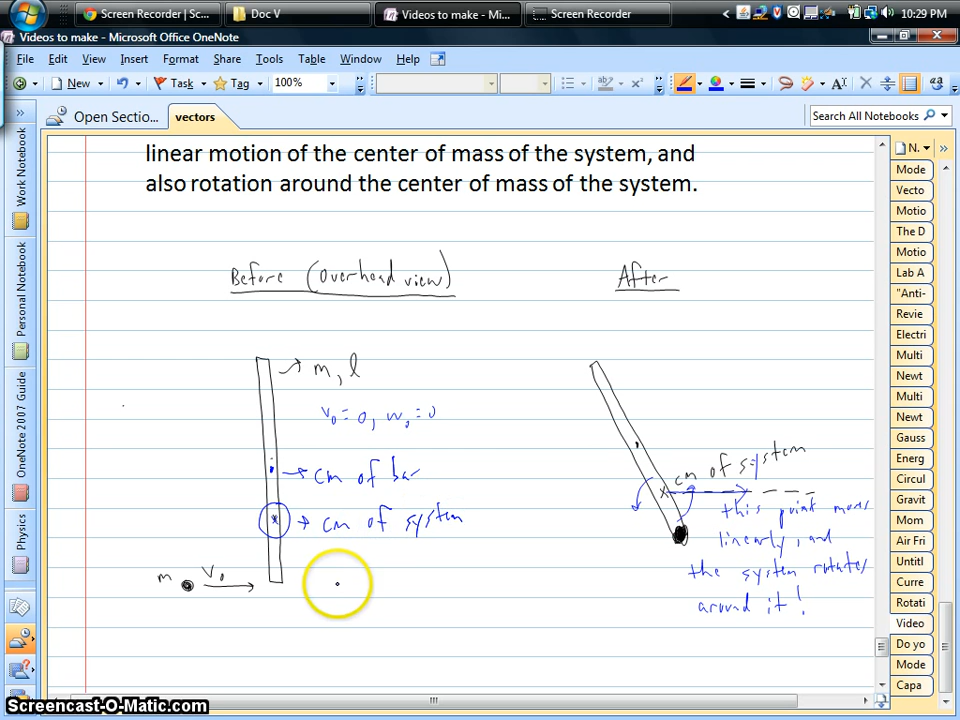 Screen Recorder | Sc...
Doc V
Videos to make - Mi...
Screen Recorder
10:29 PM
Videos to make - Microsoft Office OneNote
File Edit View Insert Format Share Tools Table Window Help
New Task Tag 100%
Open Sectio... vectors
Search All Notebooks
N.
linear motion of the center of mass of the system, and
also rotation around the center of mass of the system.
Before (overhead view)
After
→ m, l
v₀ = 0, w₀ = 0
→ cm of bar
→ cm of system
m v₀
cm of system
this point moves
linearly, and
the system rotates
around it!
Work Notebook
Personal Notebook
OneNote 2007 Guide
Physics
Mode
Vecto
Motio
The D
Motio
Lab A
"Anti-
Revie
Electri
Multi
Newt
Multi
Newt
Gauss
Energ
Circul
Gravit
Mom
Air Fri
Untitl
Curre
Rotati
Video
Do yo
Mode
Capa
Screencast-O-Matic.com